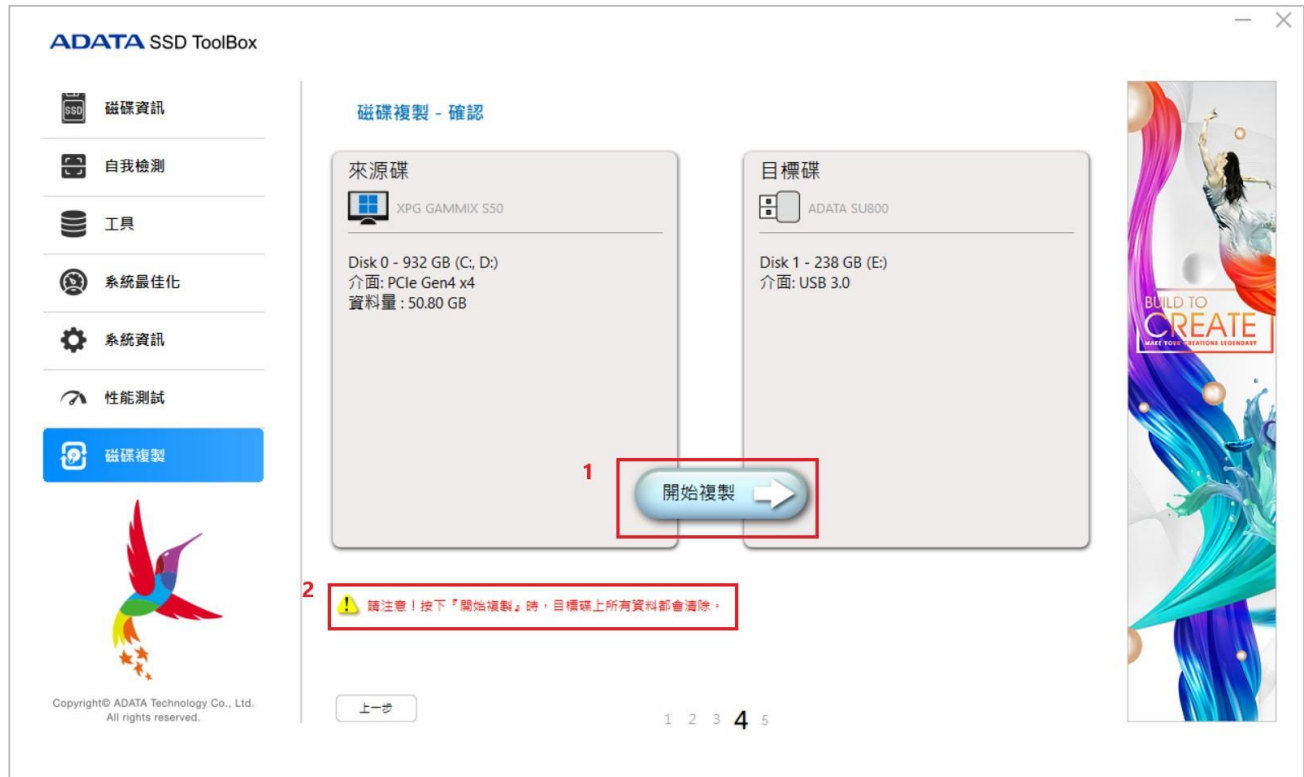 ADATA SSD ToolBox
SSD
磁碟資訊
自我檢測
工具
系統最佳化
系統資訊
性能測試
磁碟複製
Copyright© ADATA Technology Co., Ltd.
All rights reserved.
磁碟複製 - 確認
來源碟
XPG GAMMIX S50
Disk 0 - 932 GB (C:, D:)
介面: PCIe Gen4 x4
資料量 : 50.80 GB
目標碟
ADATA SU800
Disk 1 - 238 GB (E:)
介面: USB 3.0
1
開始複製
2
請注意！按下『開始複製』時，目標碟上所有資料都會清除。
上一步
1 2 3 4 5
BUILD TO
CREATE
MAKE YOUR CREATIONS LEGENDARY